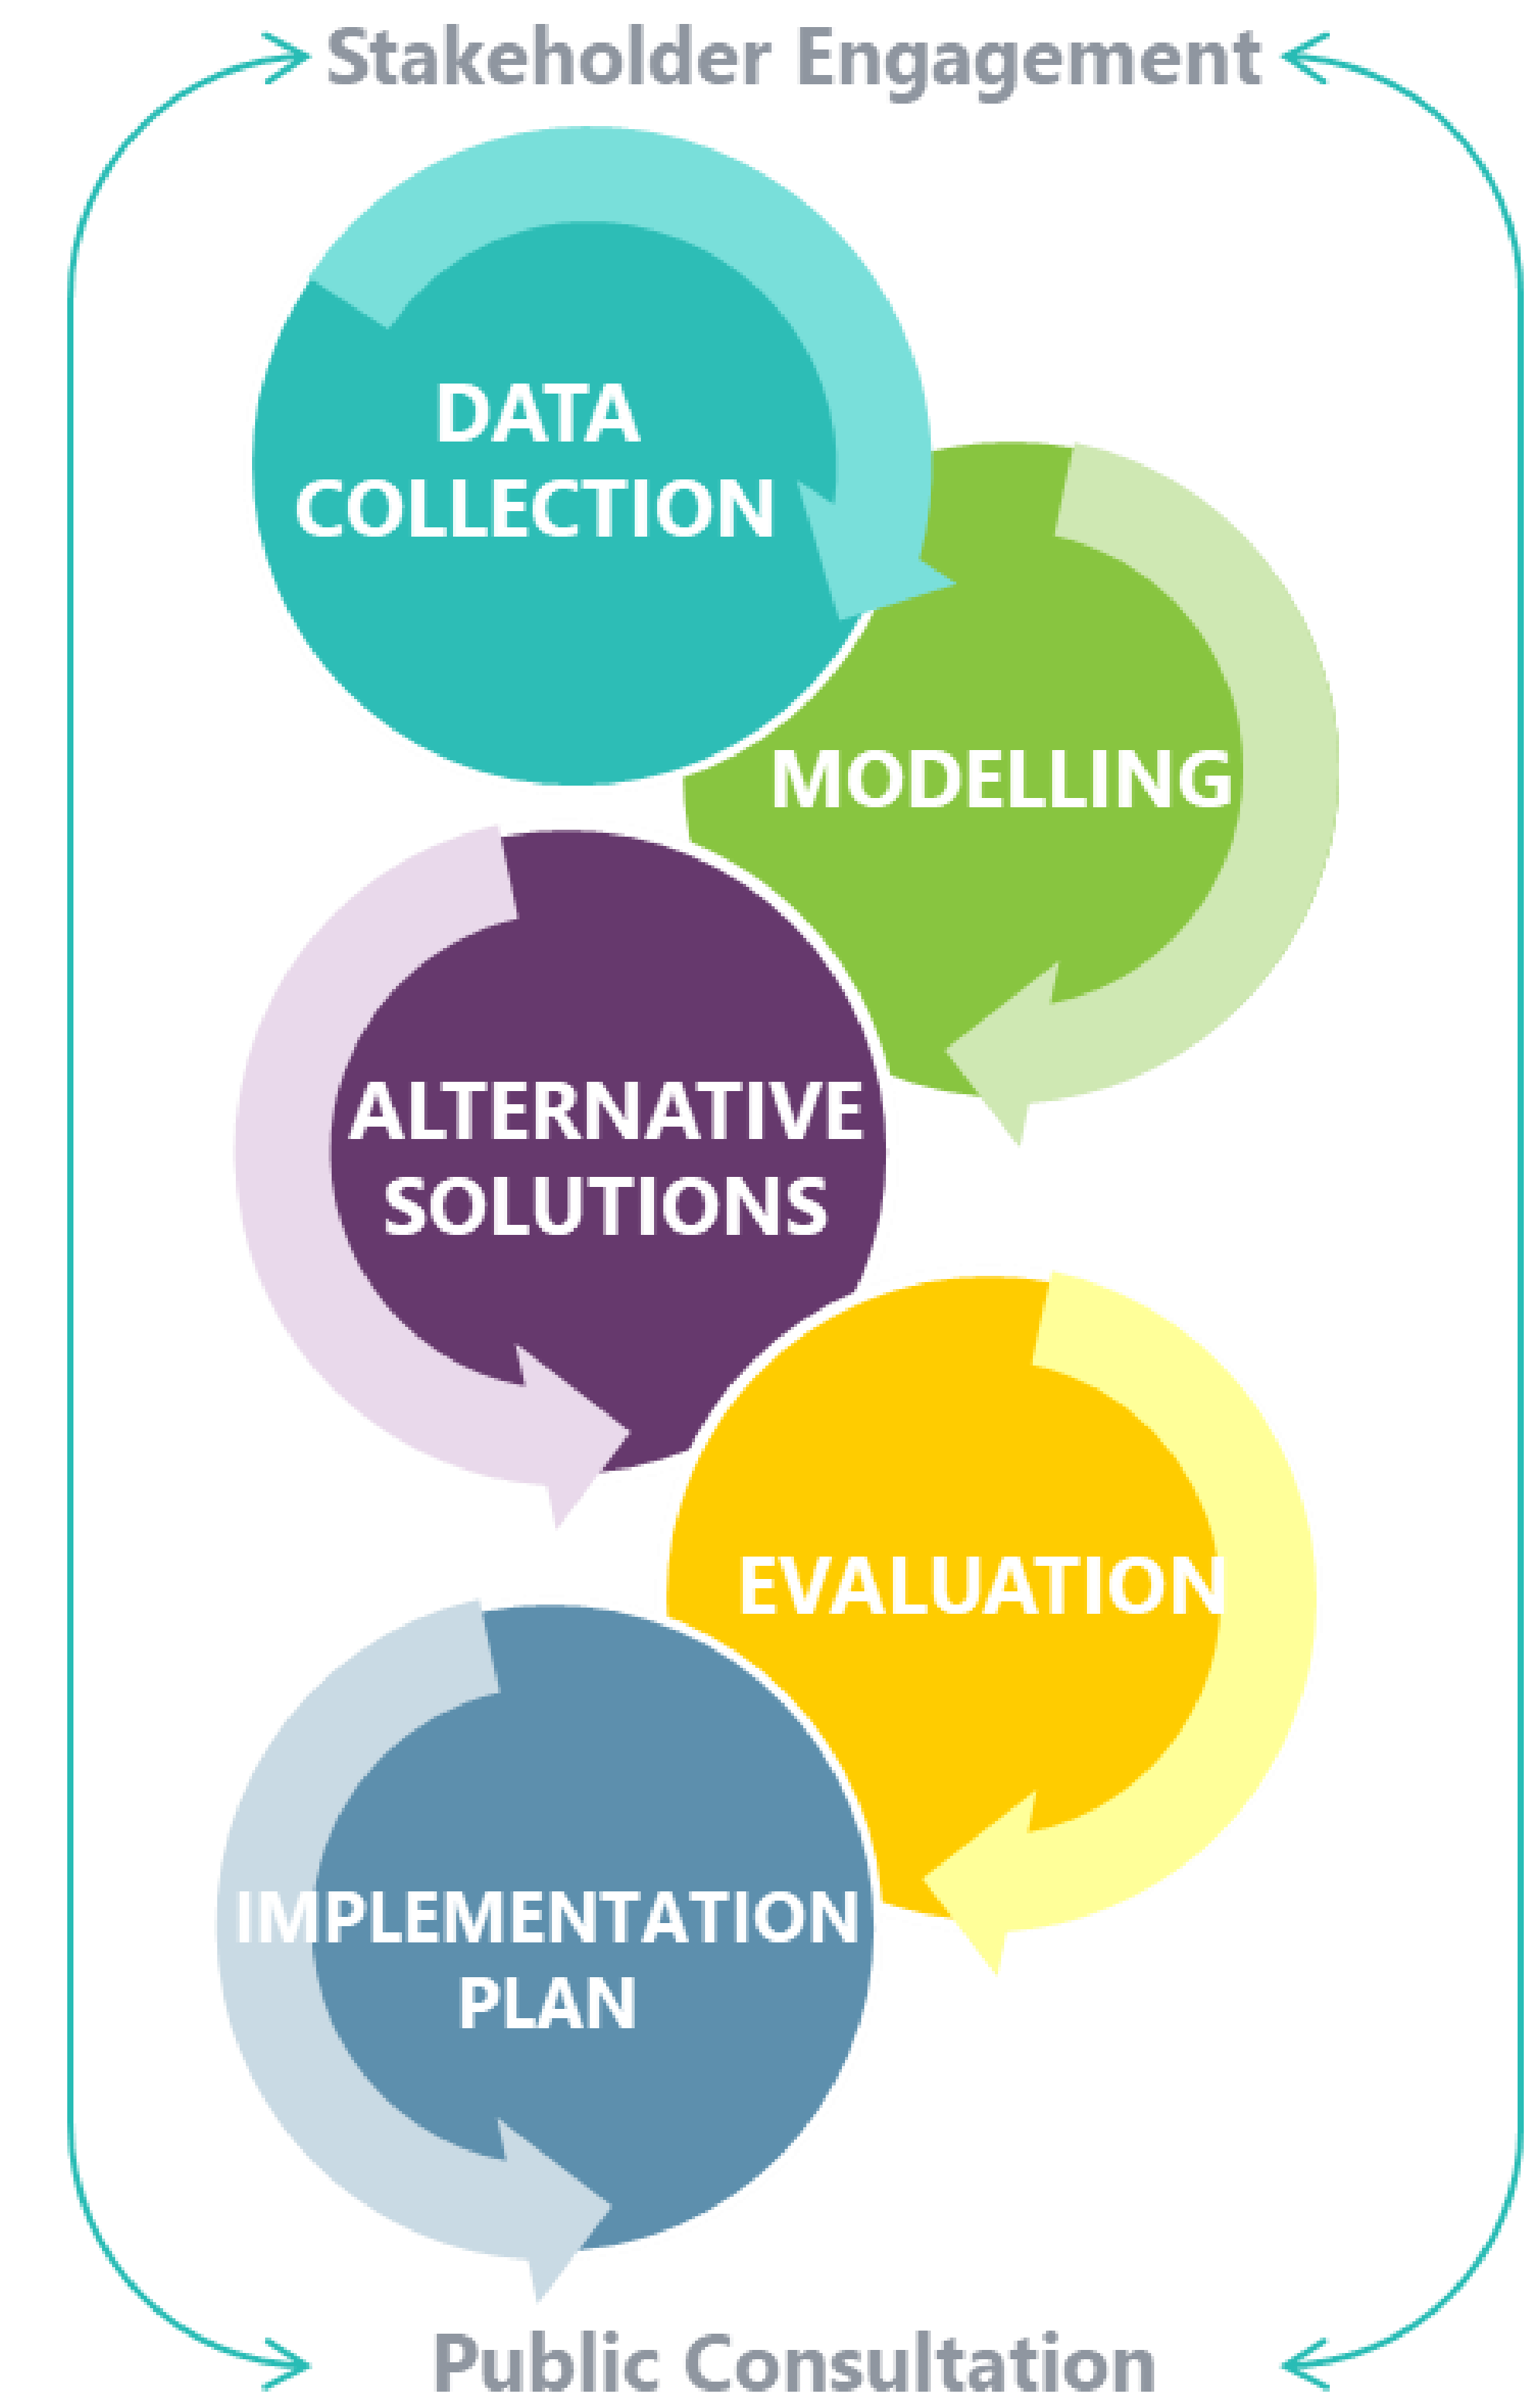 Stakeholder Engagement
DATA
COLLECTION
MODELLING
ALTERNATIVE
SOLUTIONS
EVALUATION
IMPLEMENTATION
PLAN
Public Consultation